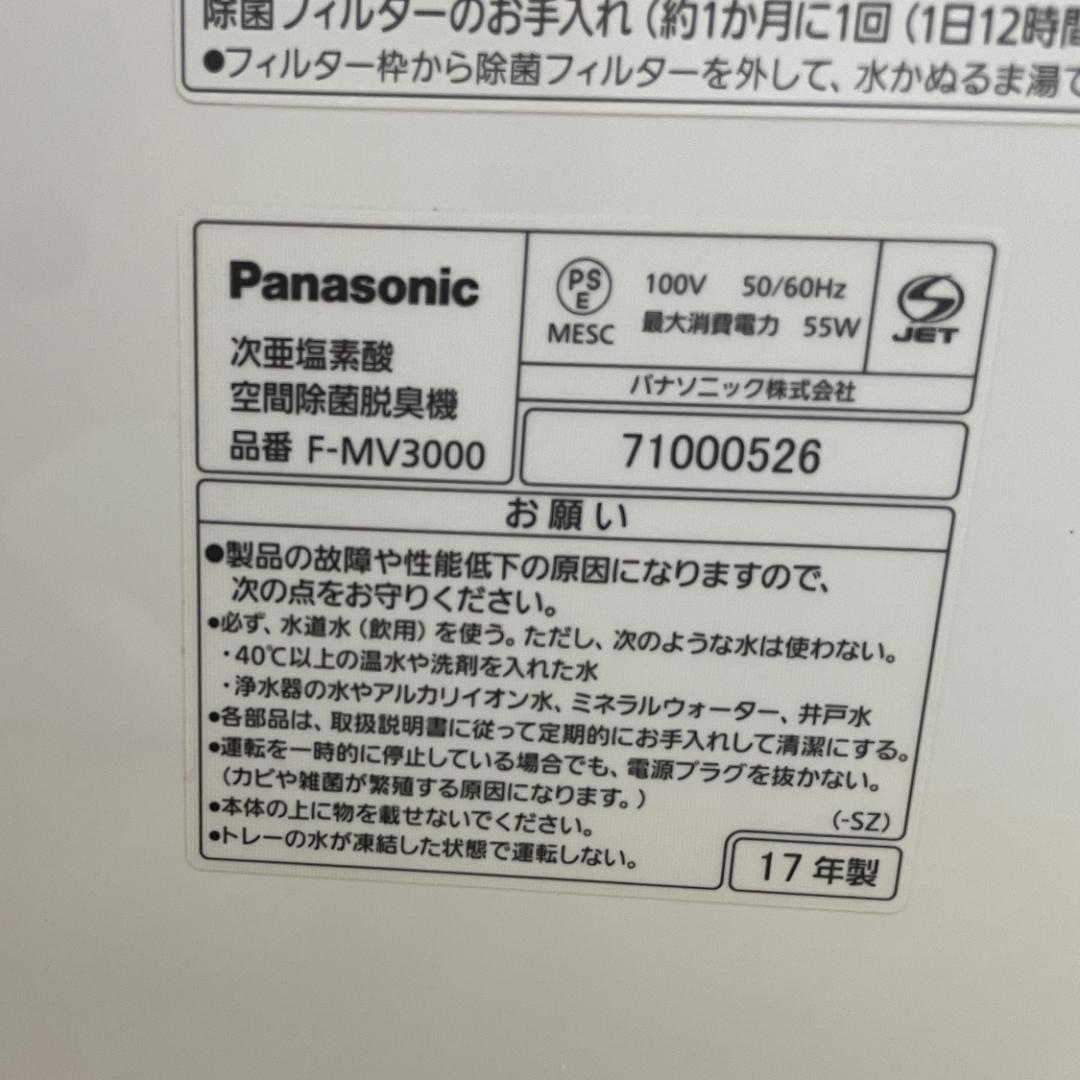 除菌フィルターのお手入れ（約1か月に1回（1日12時間
●フィルター枠から除菌フィルターを外して、水かぬるま湯で
Panasonic
次亜塩素酸
空間除菌脱臭機
品番 F-MV3000
PS
E
MESC
100V 50/60Hz
最大消費電力 55W
JET
パナソニック株式会社
71000526
お願い
●製品の故障や性能低下の原因になりますので、
次の点をお守りください。
●必ず、水道水（飲用）を使う。ただし、次のような水は使わない。
・40℃以上の温水や洗剤を入れた水
・浄水器の水やアルカリイオン水、ミネラルウォーター、井戸水
●各部品は、取扱説明書に従って定期的にお手入れして清潔にする。
●運転を一時的に停止している場合でも、電源プラグを抜かない。
（カビや雑菌が繁殖する原因になります。）
●本体の上に物を載せないでください。
●トレーの水が凍結した状態で運転しない。
（-SZ）
17年製